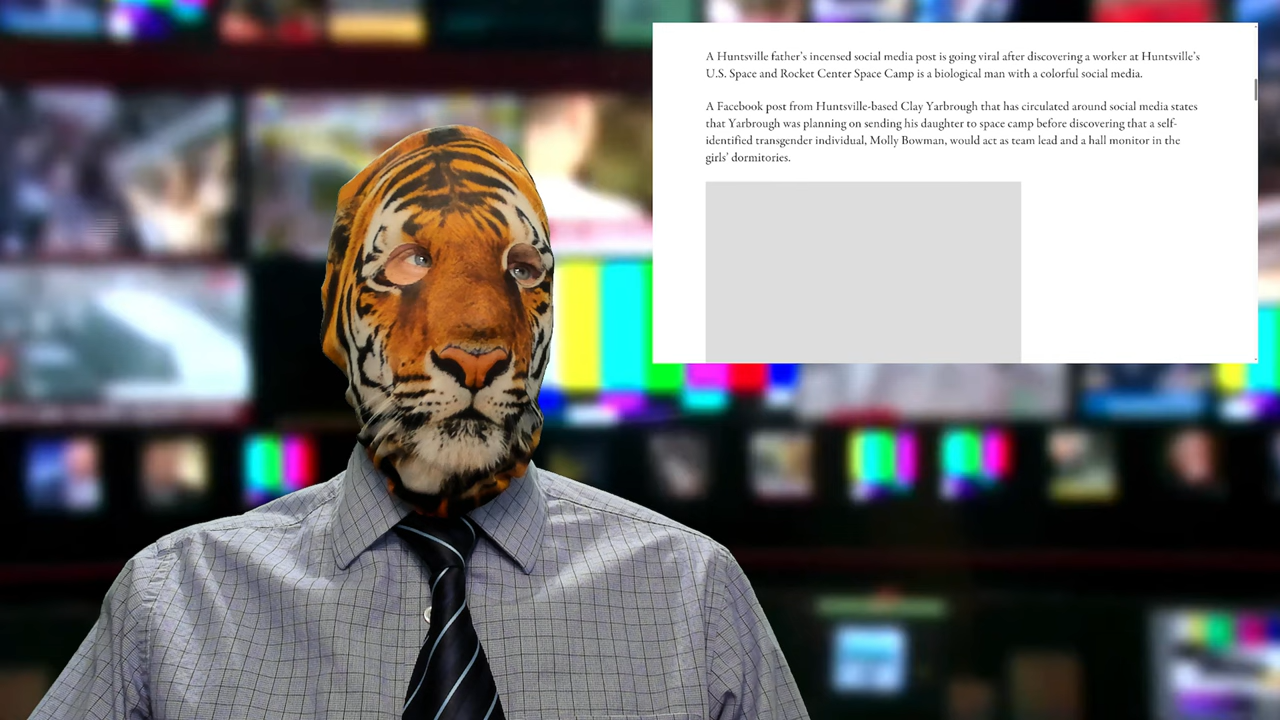 A Huntsville father's incensed social media post is going viral after discovering a worker at Huntsville's
U.S. Space and Rocket Center Space Camp is a biological man with a colorful social media.
A Facebook post from Huntsville-based Clay Yarbrough that has circulated around social media states
that Yarbrough was planning on sending his daughter to space camp before discovering that a self-
identified transgender individual, Molly Bowman, would act as team lead and a hall monitor in the
girls' dormitories.